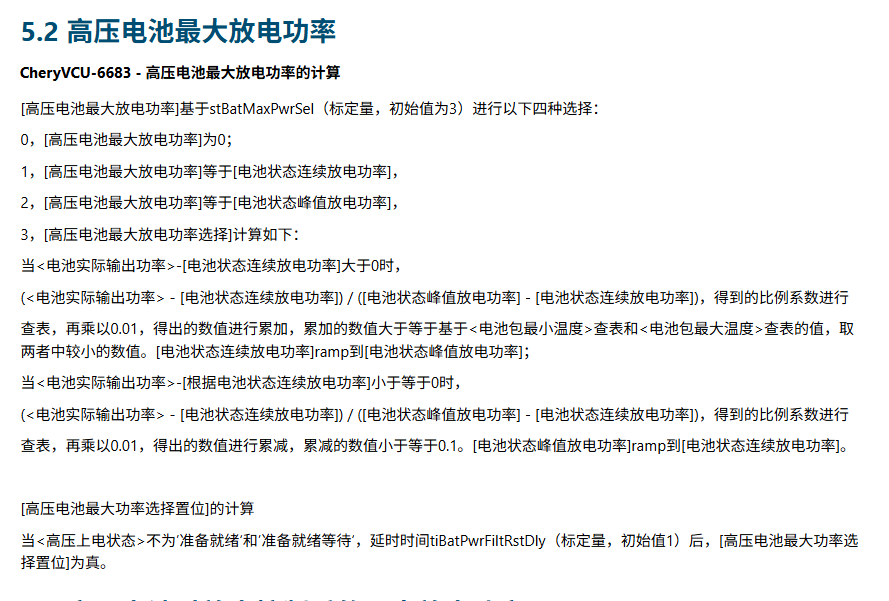 5.2 高压电池最大放电功率
CheryVCU-6683 - 高压电池最大放电功率的计算
[高压电池最大放电功率]基于stBatMaxPwrSel（标定量，初始值为3）进行以下四种选择：
0，[高压电池最大放电功率]为0；
1，[高压电池最大放电功率]等于[电池状态连续放电功率]，
2，[高压电池最大放电功率]等于[电池状态峰值放电功率]，
3，[高压电池最大放电功率选择]计算如下：
当<电池实际输出功率>-[电池状态连续放电功率]大于0时，
(<电池实际输出功率> - [电池状态连续放电功率]) / ([电池状态峰值放电功率] - [电池状态连续放电功率])，得到的比例系数进行
查表，再乘以0.01，得出的数值进行累加，累加的数值大于等于基于<电池包最小温度>查表和<电池包最大温度>查表的值，取
两者中较小的数值。[电池状态连续放电功率]ramp到[电池状态峰值放电功率]；
当<电池实际输出功率>-[根据电池状态连续放电功率]小于等于0时，
(<电池实际输出功率> - [电池状态连续放电功率]) / ([电池状态峰值放电功率] - [电池状态连续放电功率])，得到的比例系数进行
查表，再乘以0.01，得出的数值进行累减，累减的数值小于等于0.1。[电池状态峰值放电功率]ramp到[电池状态连续放电功率]。
[高压电池最大功率选择置位]的计算
当<高压上电状态>不为‘准备就绪’和‘准备就绪等待’，延时时间tiBatPwrFiltRstDly（标定量，初始值1）后，[高压电池最大功率选
择置位]为真。